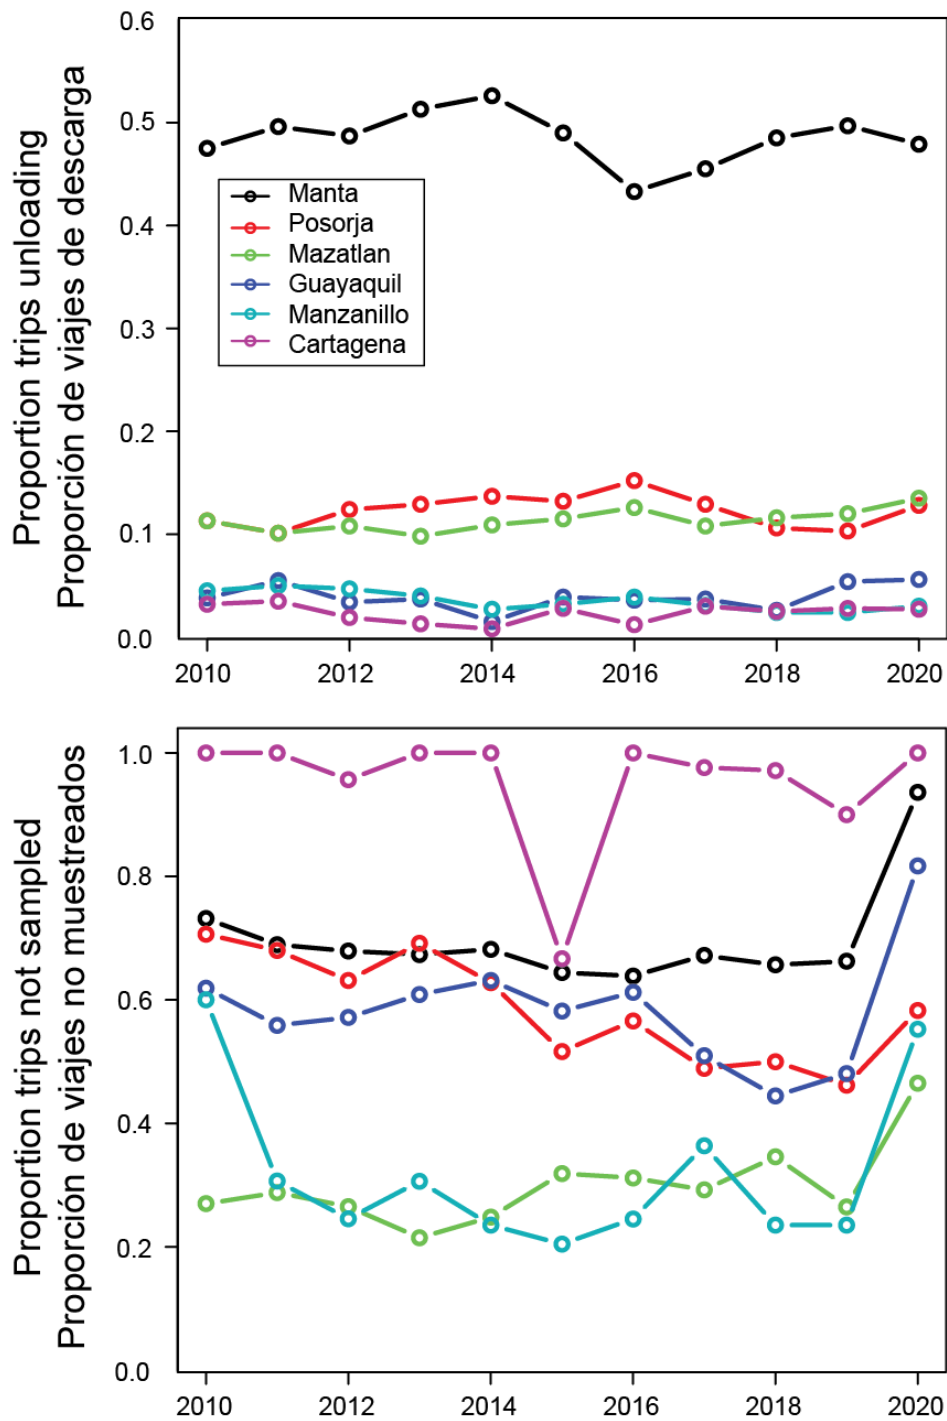 Proportion trips unloading
Proporción de viajes de descarga
0.6
0.5
0.4
0.3
0.2
0.1
0.0
Manta
Posorja
Mazatlan
Guayaquil
Manzanillo
Cartagena
2010
2012
2014
2016
2018
2020
Proportion trips not sampled
Proporción de viajes no muestreados
1.0
0.8
0.6
0.4
0.2
0.0
2010
2012
2014
2016
2018
2020